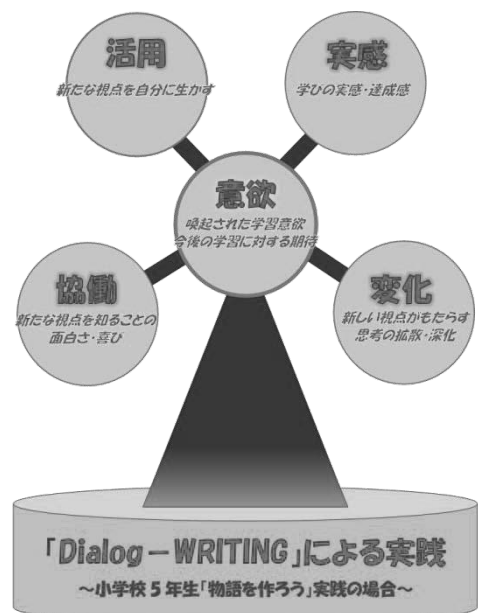 活用
新たな視点を自分に生かす
実感
学びの実感・達成感
意欲
喚起された学習意欲
今後の学習に対する期待
協働
新たな視点を知ることの
面白さ・喜び
変化
新しい視点がもたらす
思考の拡散・深化
「Dialog－WRITING」による実践
～小学校5年生「物語を作ろう」実践の場合～